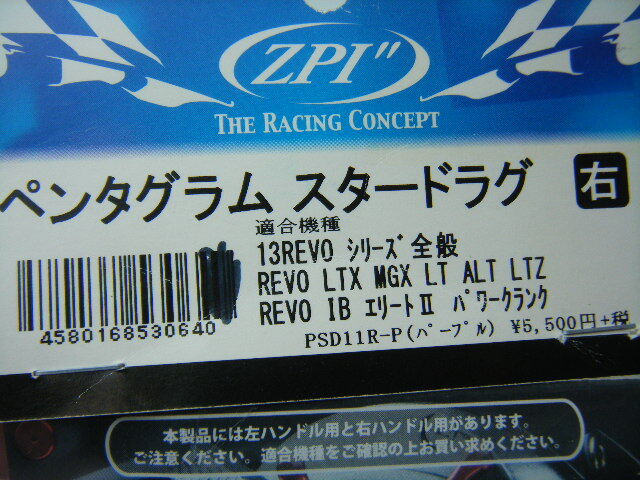 ZPI"
THE RACING CONCEPT
ペンタグラム スタードラグ 右
適合機種
13REVO シリーズ全般
REVO LTX MGX LT ALT LTZ
REVO IB エリートⅡ パワークランク
4580168530640
PSD11R-P(パープル) ¥5,500円+税
本製品には左ハンドル用と右ハンドル用があります。
ご注意ください。適合機種をご確認の上お買い求めください。